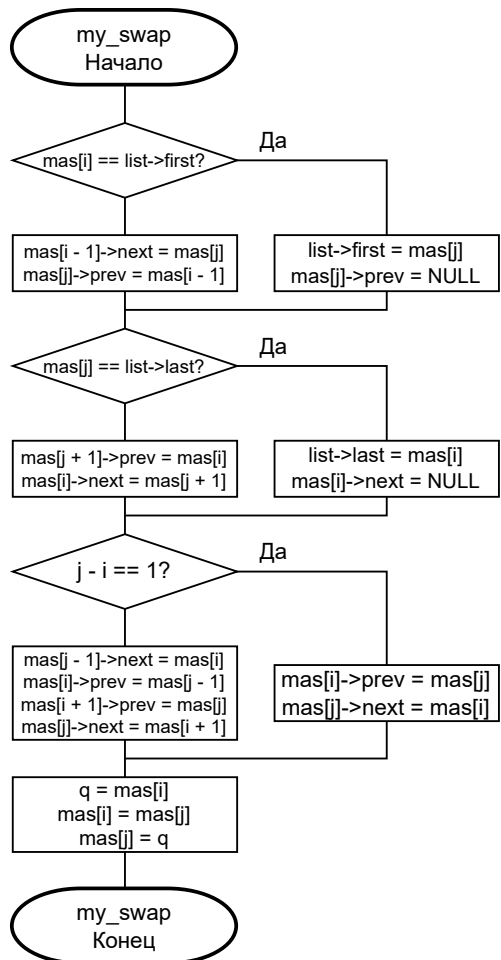 my_swap
Начало
mas[i] == list->first?
Да
mas[i - 1]->next = mas[j]
mas[j]->prev = mas[i - 1]
list->first = mas[j]
mas[j]->prev = NULL
mas[j] == list->last?
Да
mas[j + 1]->prev = mas[i]
mas[i]->next = mas[j + 1]
list->last = mas[i]
mas[i]->next = NULL
j - i == 1?
Да
mas[j - 1]->next = mas[i]
mas[i]->prev = mas[j - 1]
mas[i + 1]->prev = mas[j]
mas[j]->next = mas[i + 1]
mas[i]->prev = mas[j]
mas[j]->next = mas[i]
q = mas[i]
mas[i] = mas[j]
mas[j] = q
my_swap
Конец